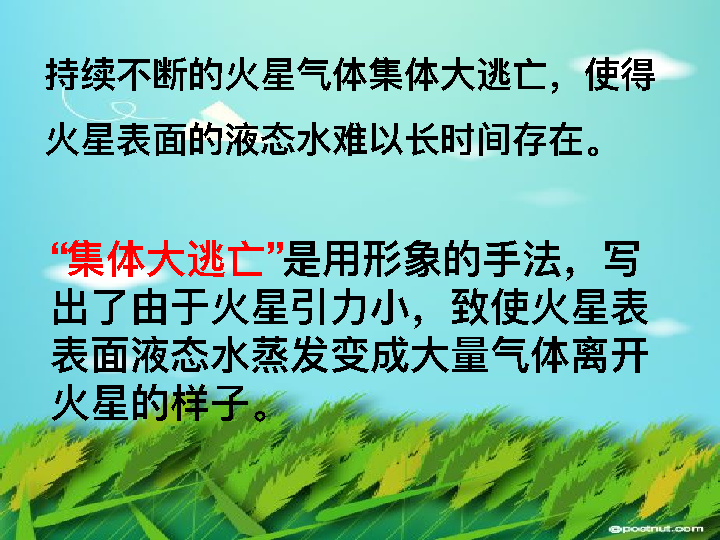 持续不断的火星气体集体大逃亡，使得
火星表面的液态水难以长时间存在。
“集体大逃亡”是用形象的手法，写
出了由于火星引力小，致使火星表
表面液态水蒸发变成大量气体离开
火星的样子。
@pootnut.com